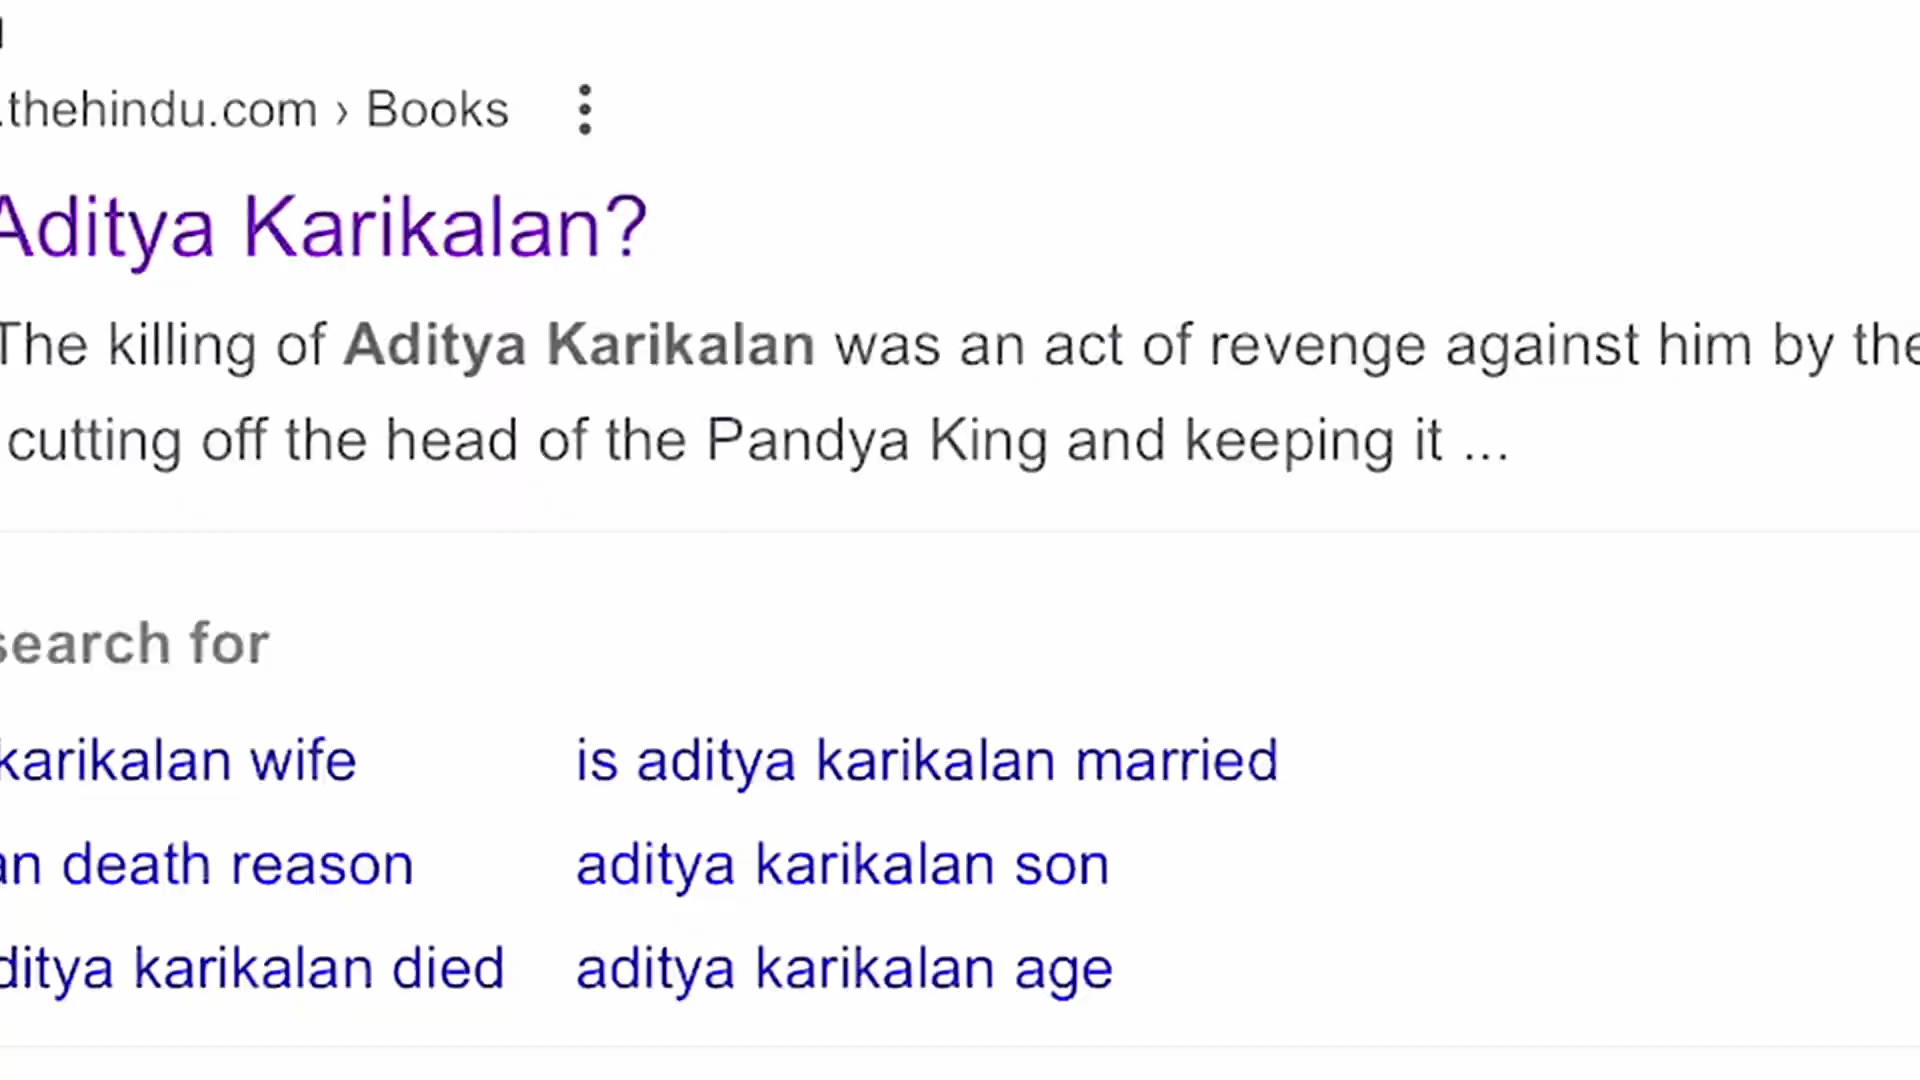 .thehindu.com › Books
Aditya Karikalan?
The killing of Aditya Karikalan was an act of revenge against him by the
cutting off the head of the Pandya King and keeping it ...
search for
karikalan wife
is aditya karikalan married
an death reason
aditya karikalan son
ditya karikalan died
aditya karikalan age